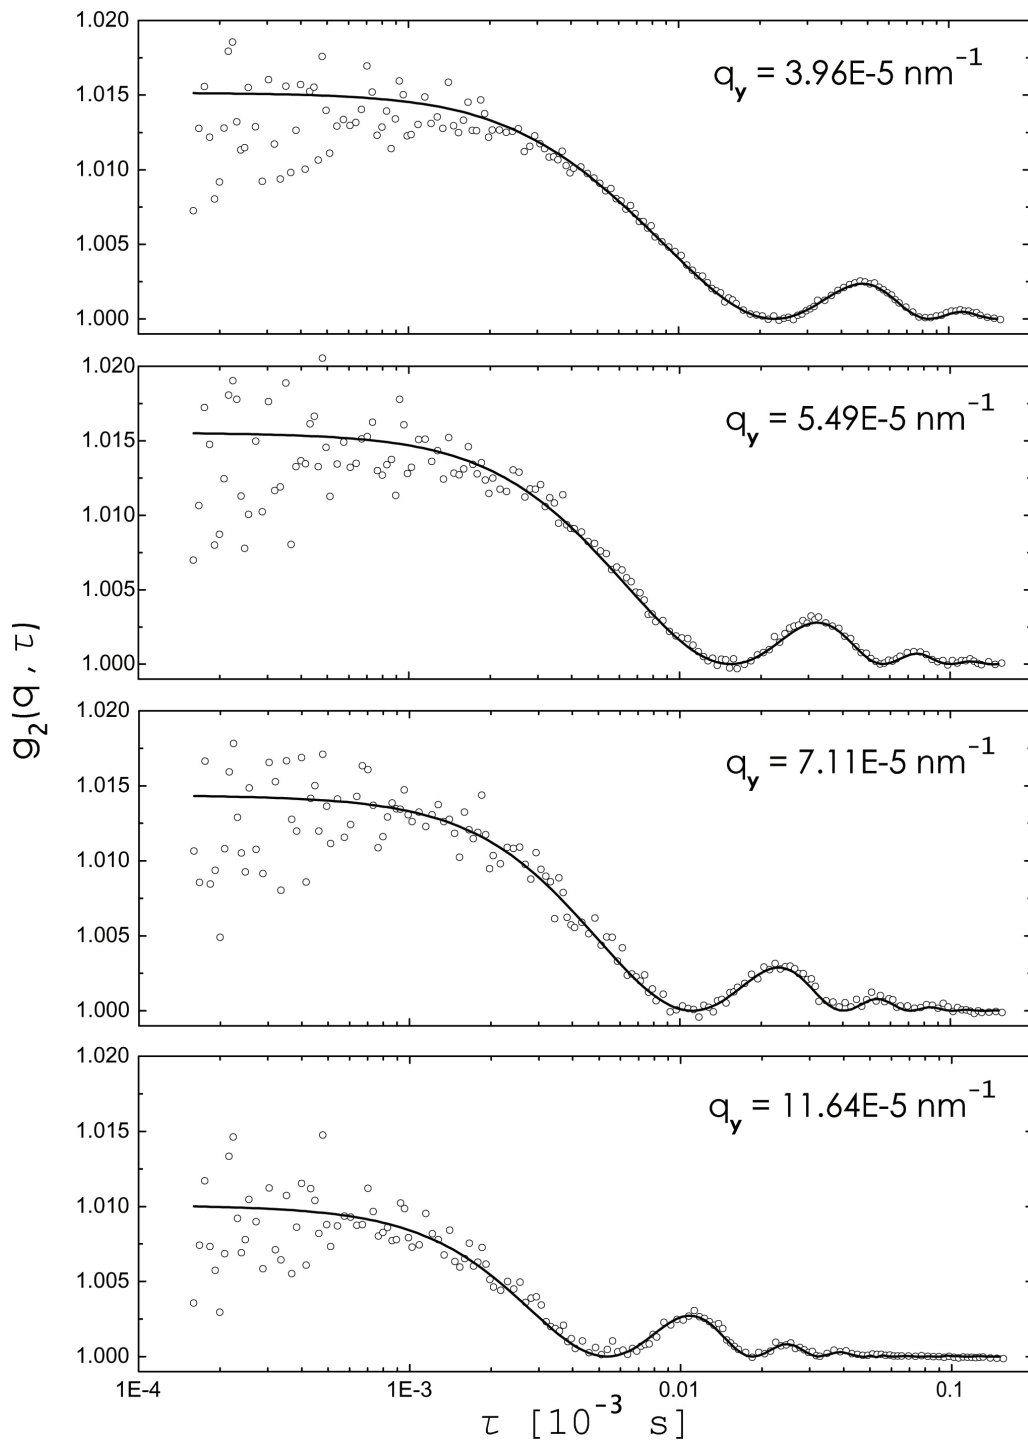 1.020
q_y = 3.96E-5 nm⁻¹
1.015
1.010
1.005
1.000
1.020
q_y = 5.49E-5 nm⁻¹
1.015
1.010
1.005
1.000
g₂(q , τ)
1.020
q_y = 7.11E-5 nm⁻¹
1.015
1.010
1.005
1.000
1.020
q_y = 11.64E-5 nm⁻¹
1.015
1.010
1.005
1.000
1E-4 1E-3 0.01 0.1
τ [10⁻³ s]